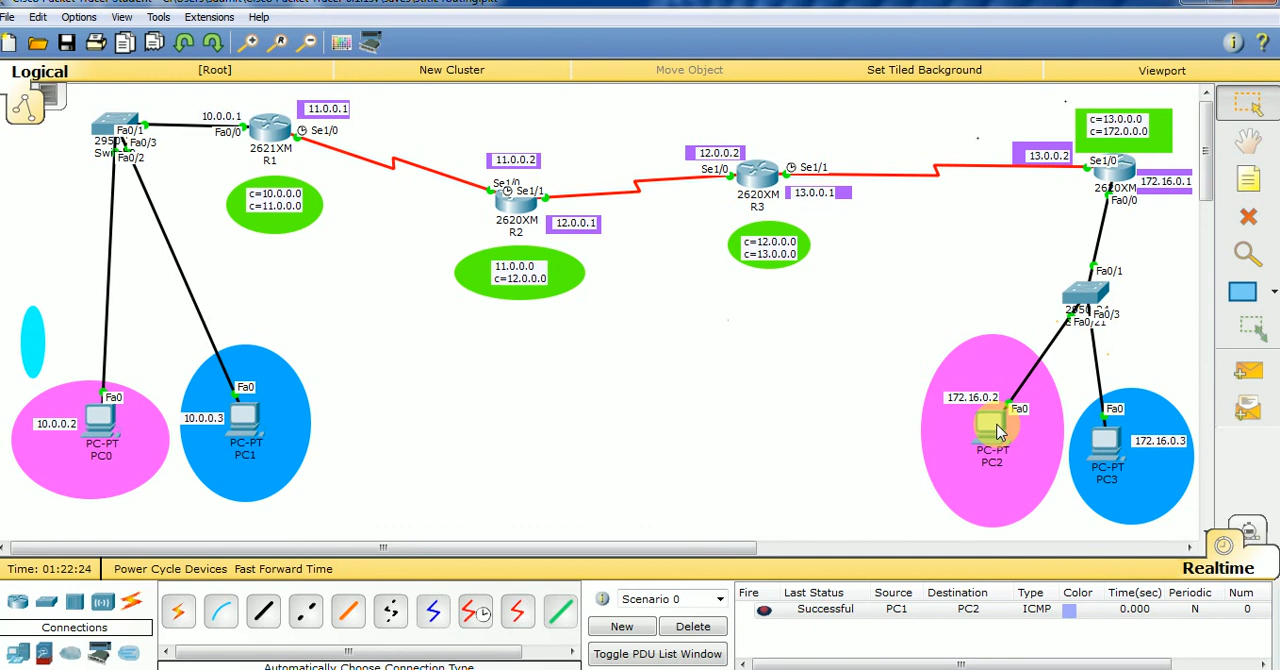 File Edit Options View Tools Extensions Help
Logical
[Root]
New Cluster
Move Object
Set Tiled Background
Viewport
10.0.0.1
11.0.0.1
Fa0/1
Fa0/0
Se1/0
Fa0/3
Fa0/2
2621XM
R1
c=10.0.0.0
c=11.0.0.0
11.0.0.2
Se1/0
Se1/1
2620XM
R2
12.0.0.1
11.0.0.0
c=12.0.0.0
12.0.0.2
Se1/0
Se1/1
2620XM
R3
13.0.0.1
c=12.0.0.0
c=13.0.0.0
c=13.0.0.0
c=172.0.0.0
13.0.0.2
Se1/0
172.16.0.1
2620XM
Fa0/0
Fa0/1
Fa0/3
Fa0
10.0.0.2
PC-PT
PC0
Fa0
10.0.0.3
PC-PT
PC1
172.16.0.2
Fa0
PC-PT
PC2
Fa0
172.16.0.3
PC-PT
PC3
Time: 01:22:24
Power Cycle Devices Fast Forward Time
Realtime
Connections
Automatically Choose Connection Type
Scenario 0
New
Delete
Toggle PDU List Window
Fire Last Status Source Destination Type Color Time(sec) Periodic Num
Successful PC1 PC2 ICMP 0.000 N 0